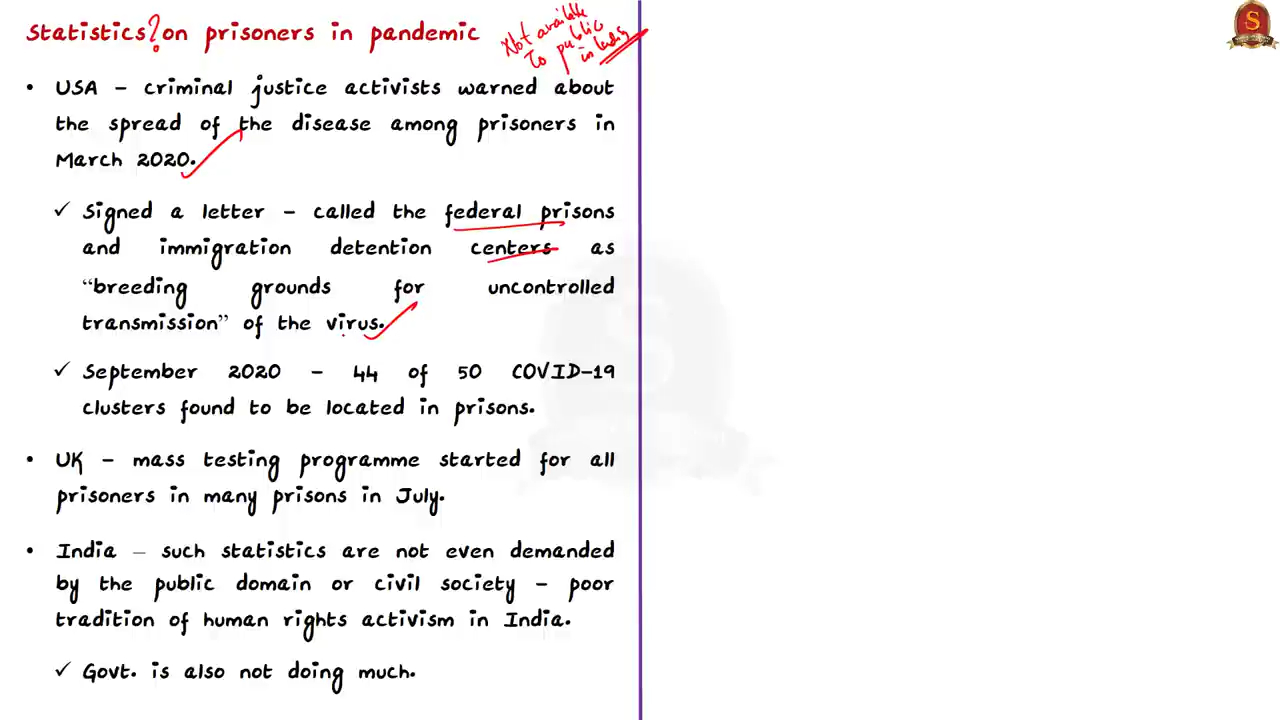 Statistics? on prisoners in pandemic
Not available
To public
in India
• USA – criminal justice activists warned about
the spread of the disease among prisoners in
March 2020.
✓ Signed a letter – called the federal prisons
and immigration detention centers as
“breeding grounds for uncontrolled
transmission” of the virus.
✓ September 2020 – 44 of 50 COVID-19
clusters found to be located in prisons.
• UK – mass testing programme started for all
prisoners in many prisons in July.
• India – such statistics are not even demanded
by the public domain or civil society – poor
tradition of human rights activism in India.
✓ Govt. is also not doing much.
S